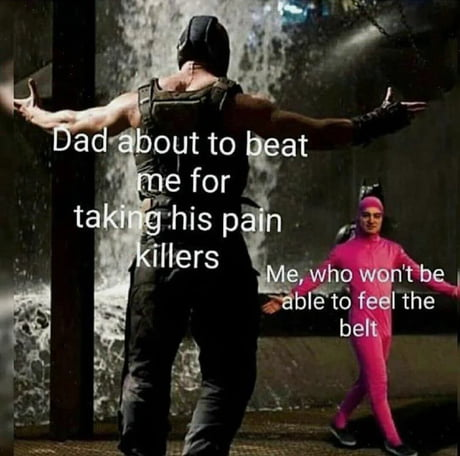 Dad about to beat
me for
taking his pain
killers
Me, who won't be
able to feel the
belt